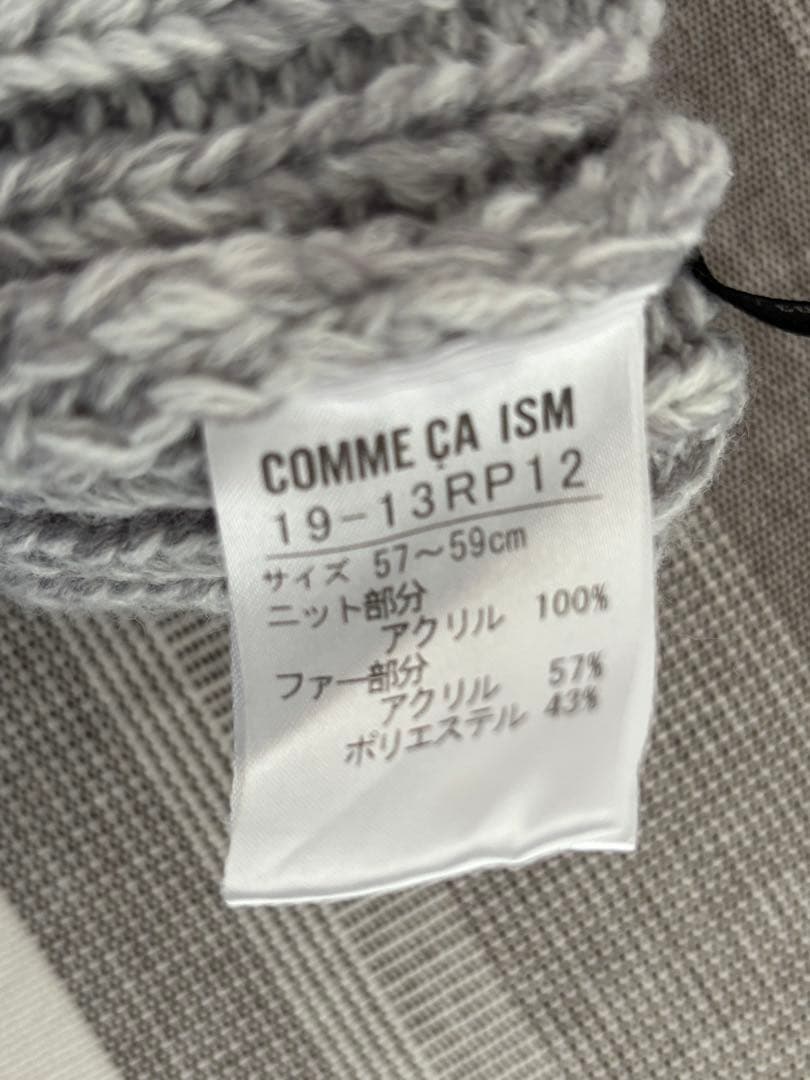 COMME ÇA ISM
19-13RP12
サイズ 57～59cm
ニット部分
アクリル 100%
ファー部分
アクリル 57%
ポリエステル 43%